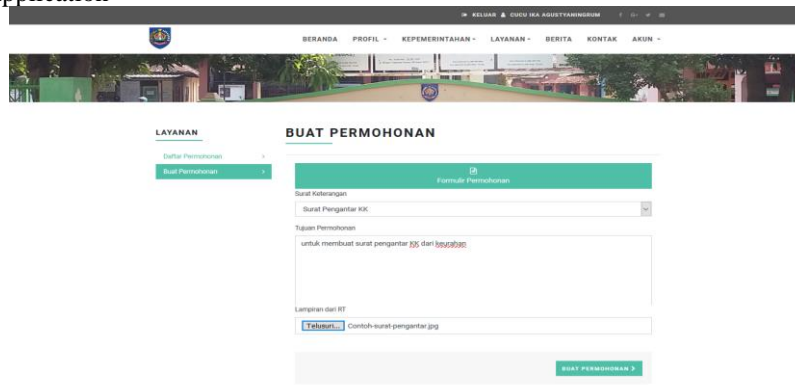 application
KELUAR CUCU IKA AGUSTYANINGRUM
BERANDA PROFIL KEPEMERINTAHAN LAYANAN BERITA KONTAK AKUN
LAYANAN
Daftar Permohonan
Buat Permohonan
BUAT PERMOHONAN
Formulir Permohonan
Surat Keterangan
Surat Pengantar KK
Tujuan Permohonan
untuk membuat surat pengantar KK dari keurahan
Lampiran dari RT
Telusuri... Contoh-surat-pengantar.jpg
BUAT PERMOHONAN